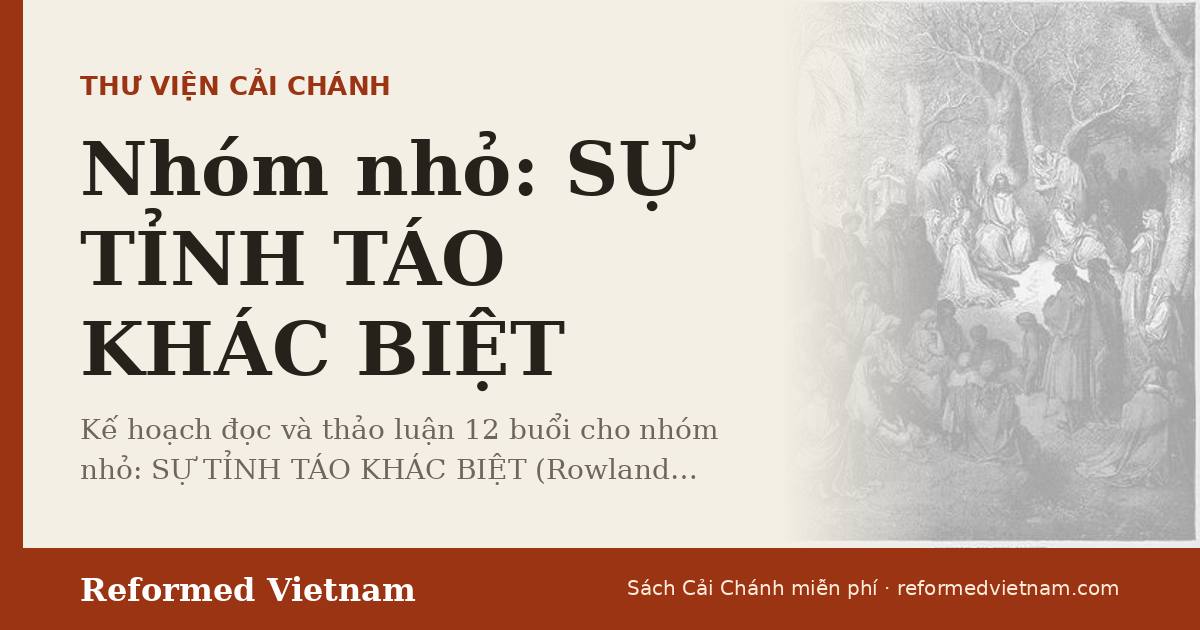 THƯ VIỆN CẢI CHÁNH
Nhóm nhỏ: SỰ
TỈNH TÁO
KHÁC BIỆT
Kế hoạch đọc và thảo luận 12 buổi cho nhóm
nhỏ: SỰ TỈNH TÁO KHÁC BIỆT (Rowland...
Reformed Vietnam
Sách Cải Chánh miễn phí · reformedvietnam.com